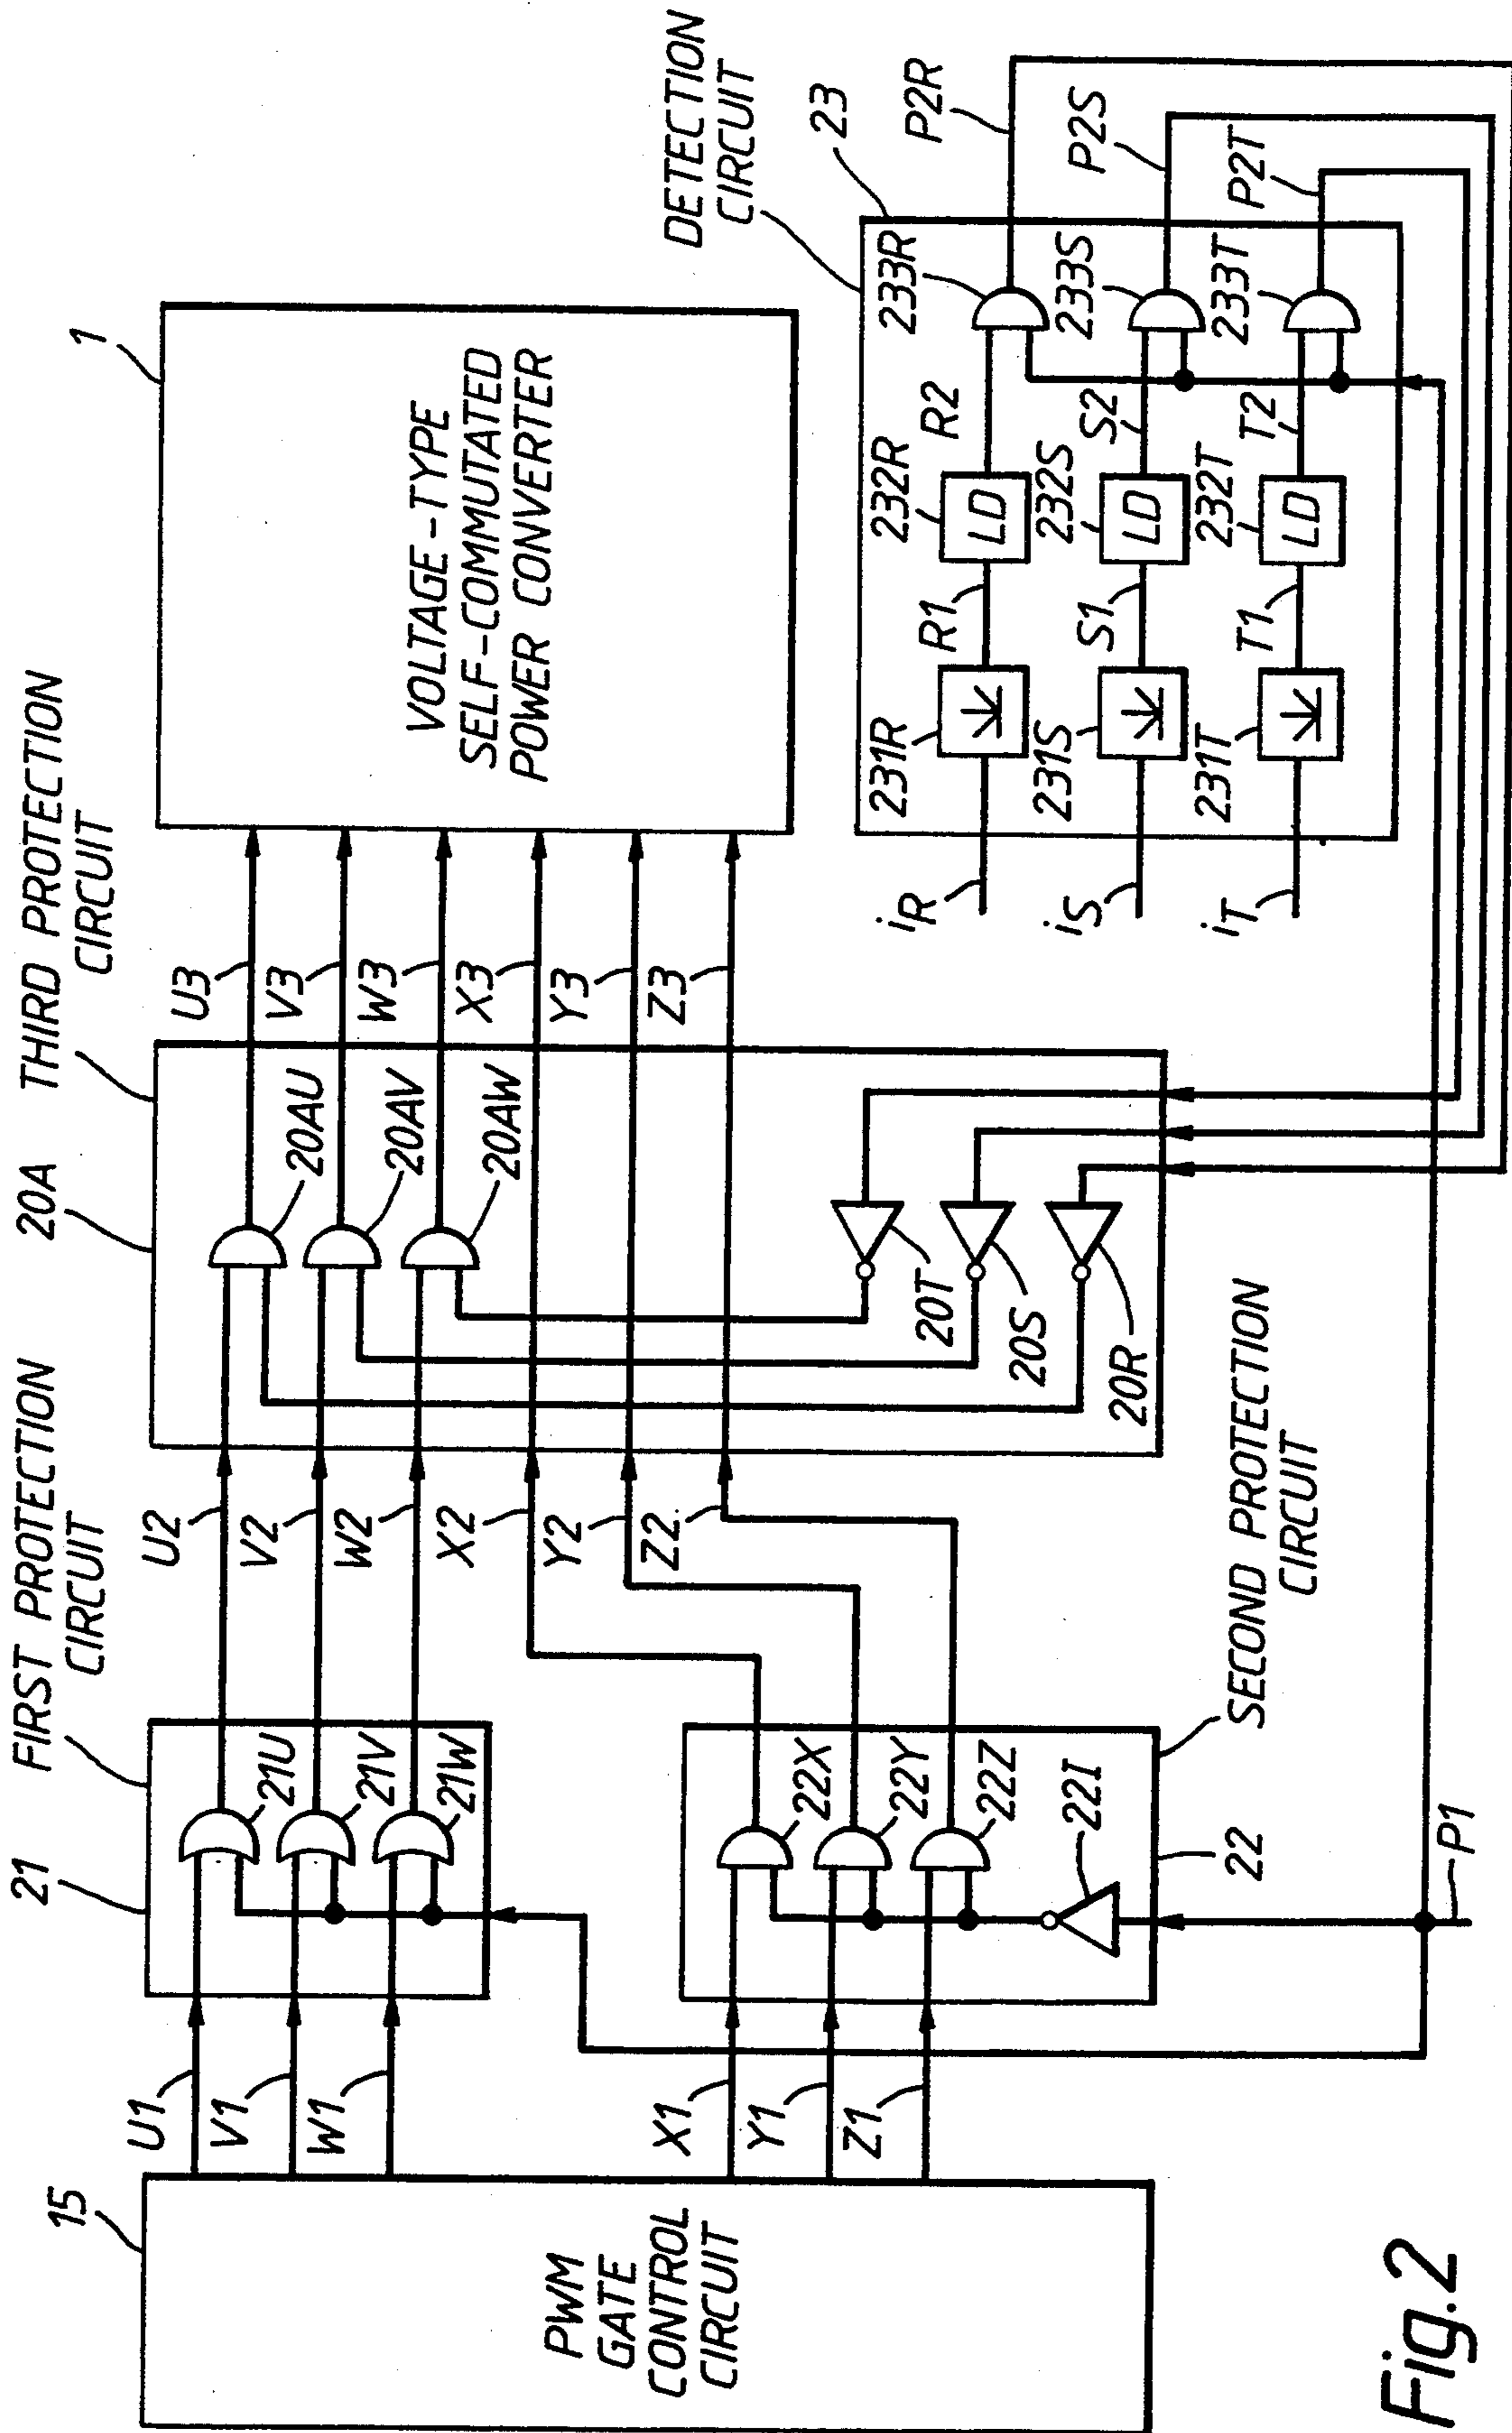 15
PWM
GATE
CONTROL
CIRCUIT
U1
V1
W1
X1
Y1
Z1
21
FIRST PROTECTION
CIRCUIT
21U
21V
21W
22X
22Y
22Z
22I
22
SECOND PROTECTION
CIRCUIT
P1
U2
V2
W2
X2
Y2
Z2
20A
THIRD PROTECTION
CIRCUIT
20AU
20AV
20AW
20T
20S
20R
U3
V3
W3
X3
Y3
Z3
1
VOLTAGE-TYPE
SELF-COMMUTATED
POWER CONVERTER
DETECTION
CIRCUIT
23
iR
iS
iT
231R
231S
231T
R1
S1
T1
232R
232S
232T
LD
LD
LD
R2
S2
T2
233R
233S
233T
P2R
P2S
P2T
Fig.2